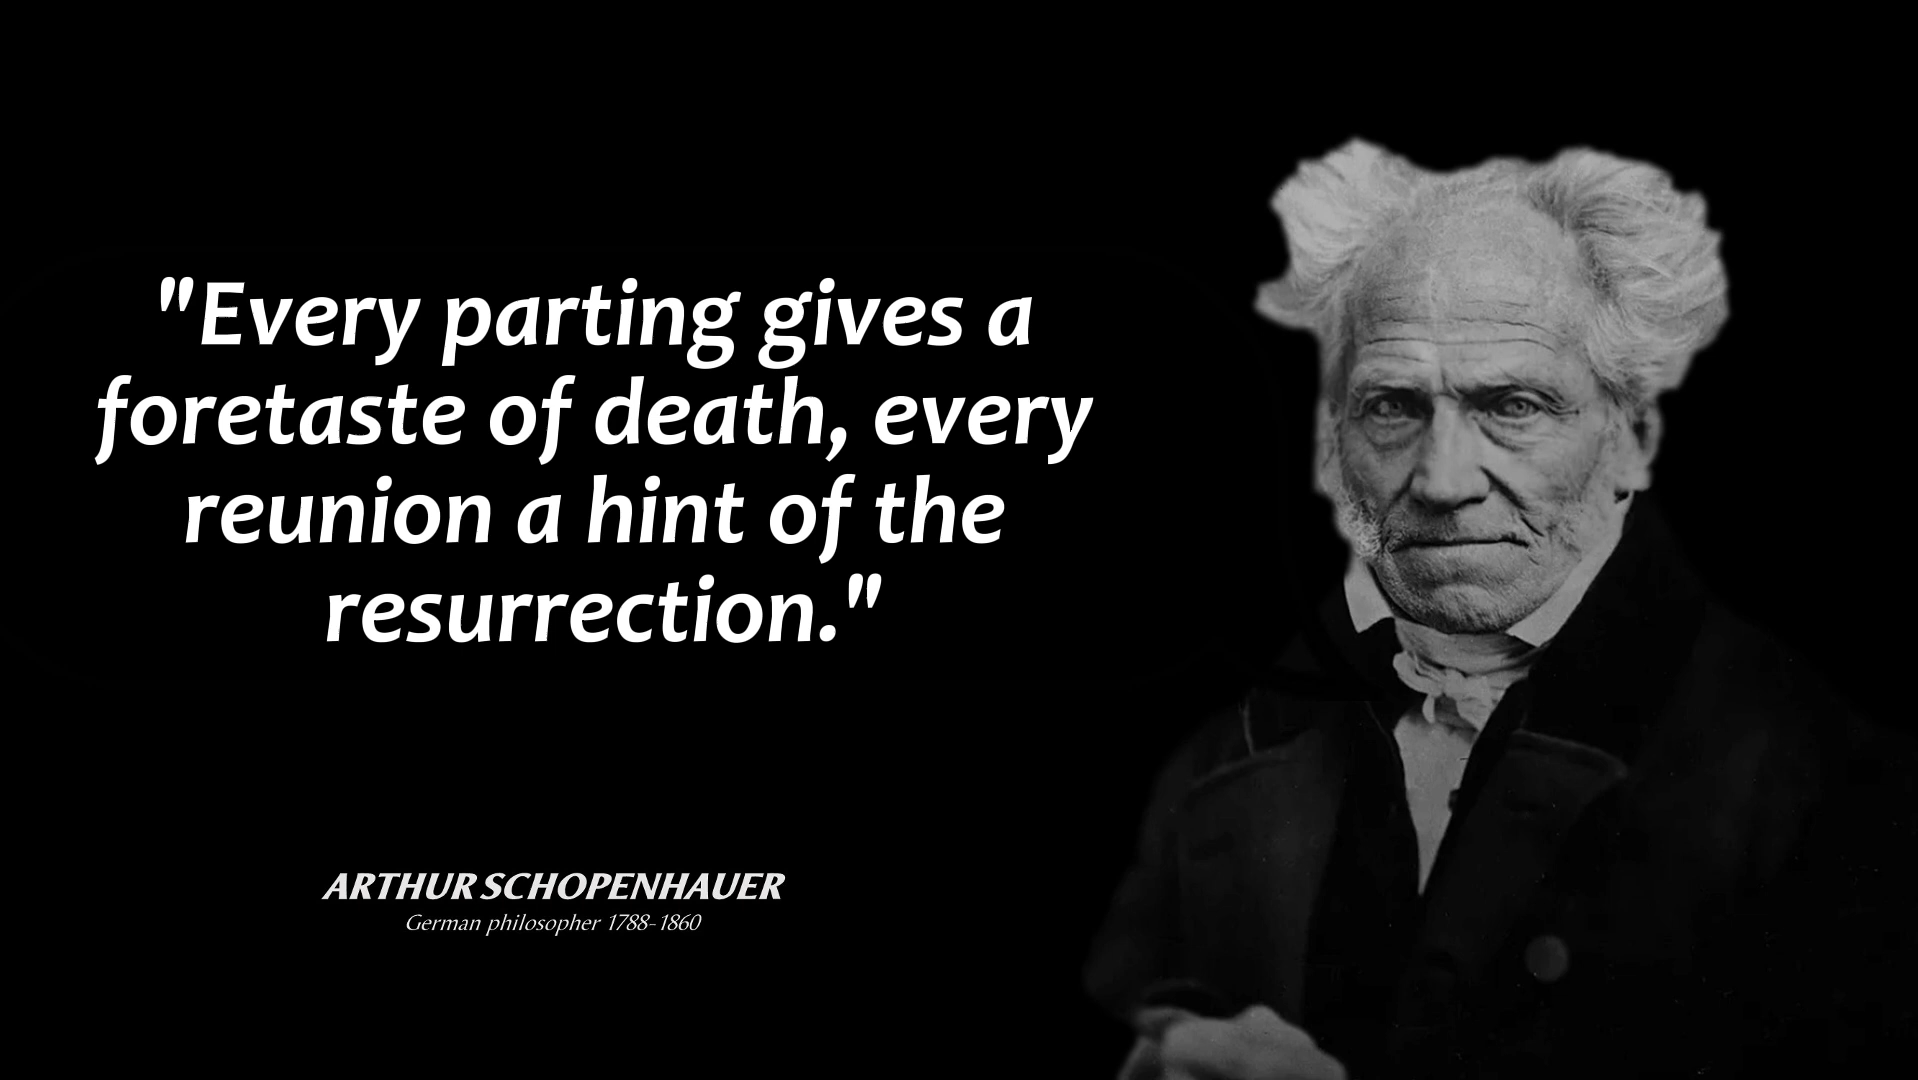 "Every parting gives a
foretaste of death, every
reunion a hint of the
resurrection."
ARTHUR SCHOPENHAUER
German philosopher 1788-1860